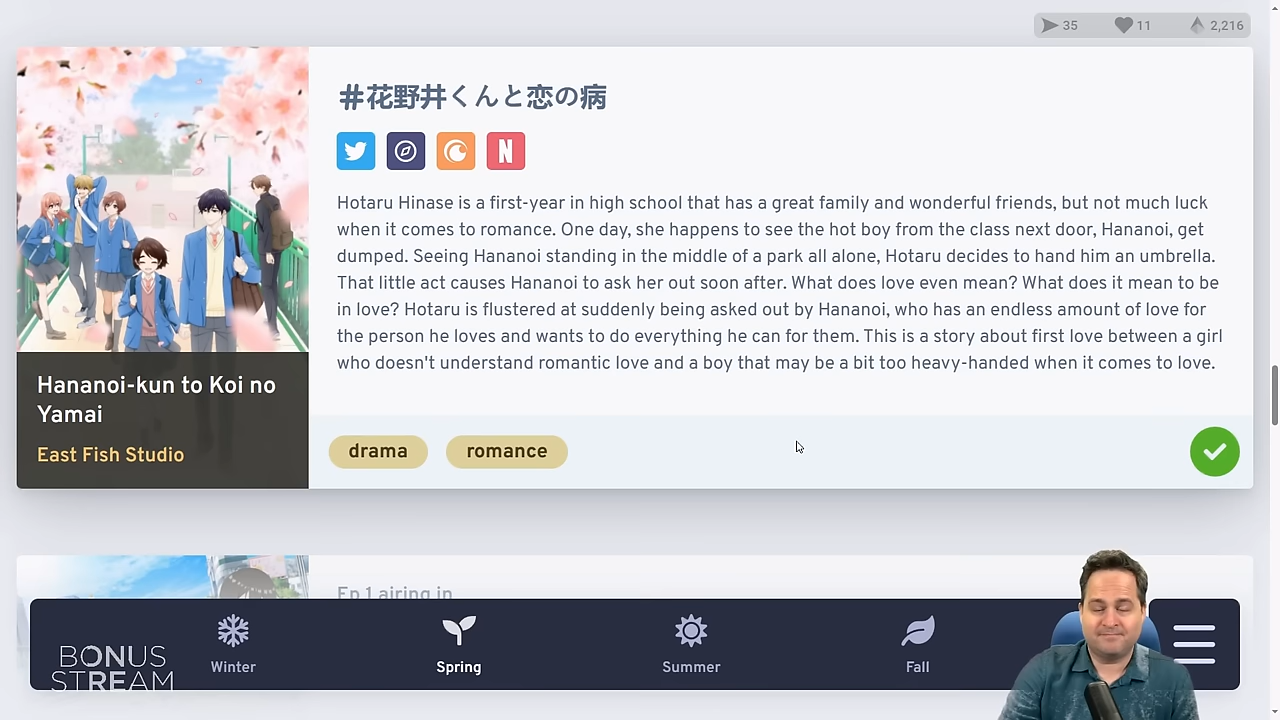 35 11 2,216
#花野井くんと恋の病
Hotaru Hinase is a first-year in high school that has a great family and wonderful friends, but not much luck
when it comes to romance. One day, she happens to see the hot boy from the class next door, Hananoi, get
dumped. Seeing Hananoi standing in the middle of a park all alone, Hotaru decides to hand him an umbrella.
That little act causes Hananoi to ask her out soon after. What does love even mean? What does it mean to be
in love? Hotaru is flustered at suddenly being asked out by Hananoi, who has an endless amount of love for
the person he loves and wants to do everything he can for them. This is a story about first love between a girl
who doesn't understand romantic love and a boy that may be a bit too heavy-handed when it comes to love.
Hananoi-kun to Koi no
Yamai
East Fish Studio
drama romance
Ep 1 airing in
BONUS
STREAM
Winter Spring Summer Fall